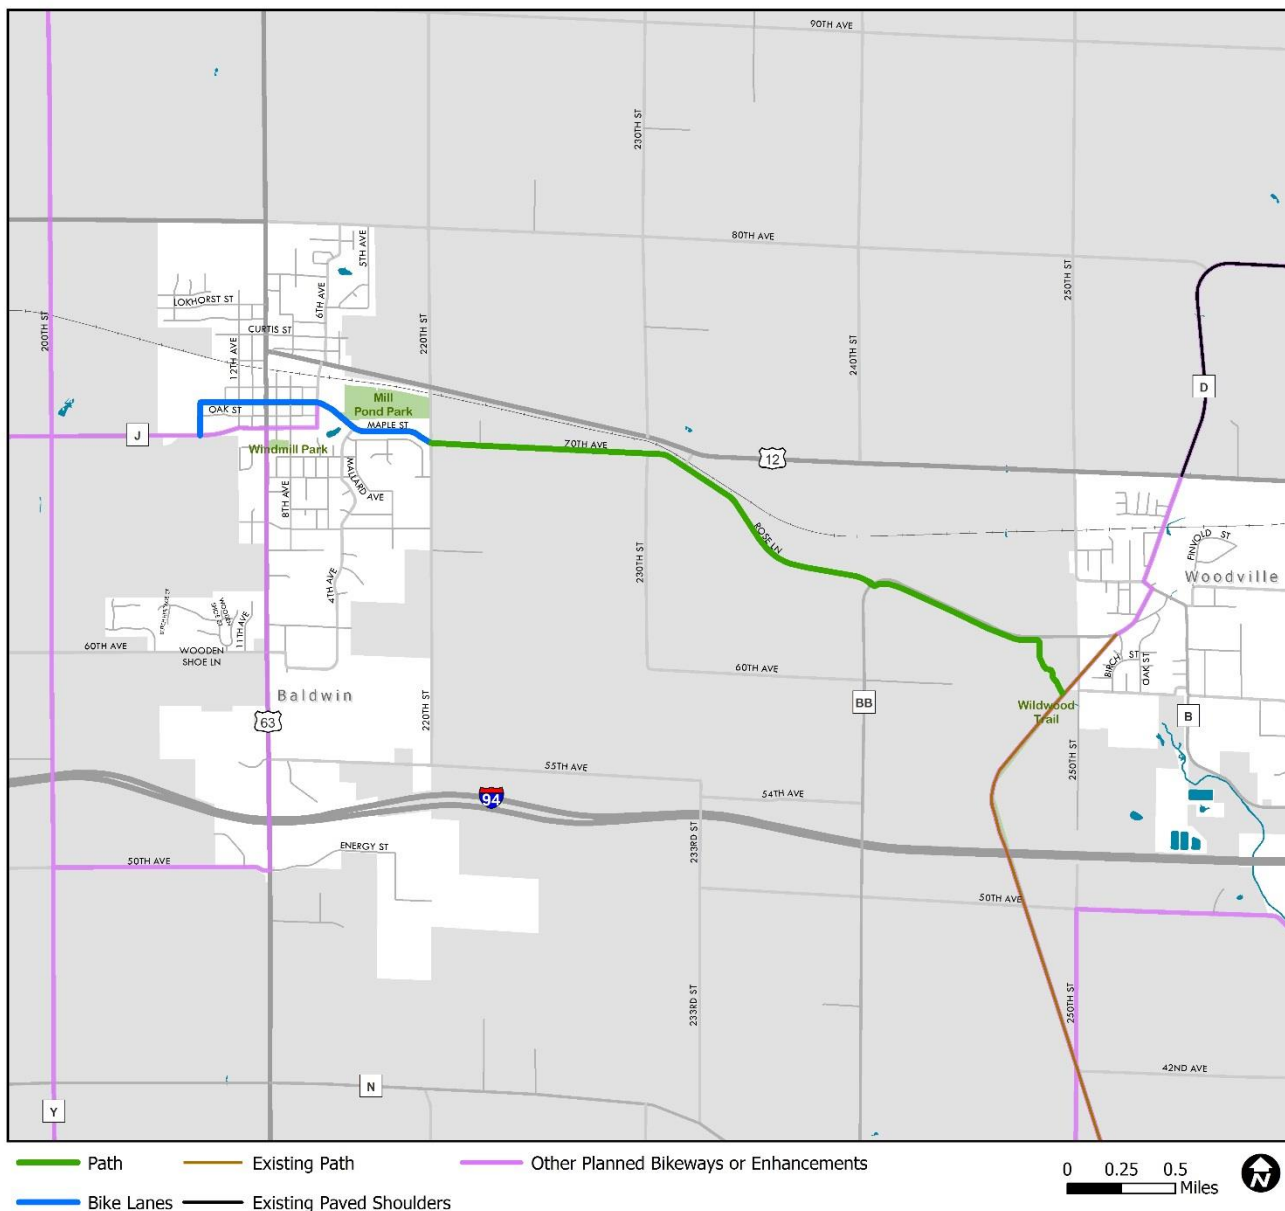 90TH AVE
230TH ST
80TH AVE
5TH AVE
250TH ST
LOKHORST ST
6TH AVE
200TH ST
CURTIS ST
220TH ST
12TH AVE
240TH ST
D
Mill
Pond Park
OAK ST
MAPLE ST
J
Windmill Park
70TH AVE
12
MALLARD AVE
8TH AVE
ROSE LN
FINVOLD ST
230TH ST
Woodville
4TH AVE
11TH AVE
60TH AVE
WOODEN
SHOE LN
BIRCH ST
OAK ST
60TH AVE
Baldwin
BB
Wildwood
Trail
B
63
220TH ST
250TH ST
55TH AVE
54TH AVE
94
233RD ST
ENERGY ST
50TH AVE
50TH AVE
233RD ST
250TH ST
42ND AVE
N
Y
Path
Existing Path
Other Planned Bikeways or Enhancements
0 0.25 0.5
Miles
N
Bike Lanes
Existing Paved Shoulders